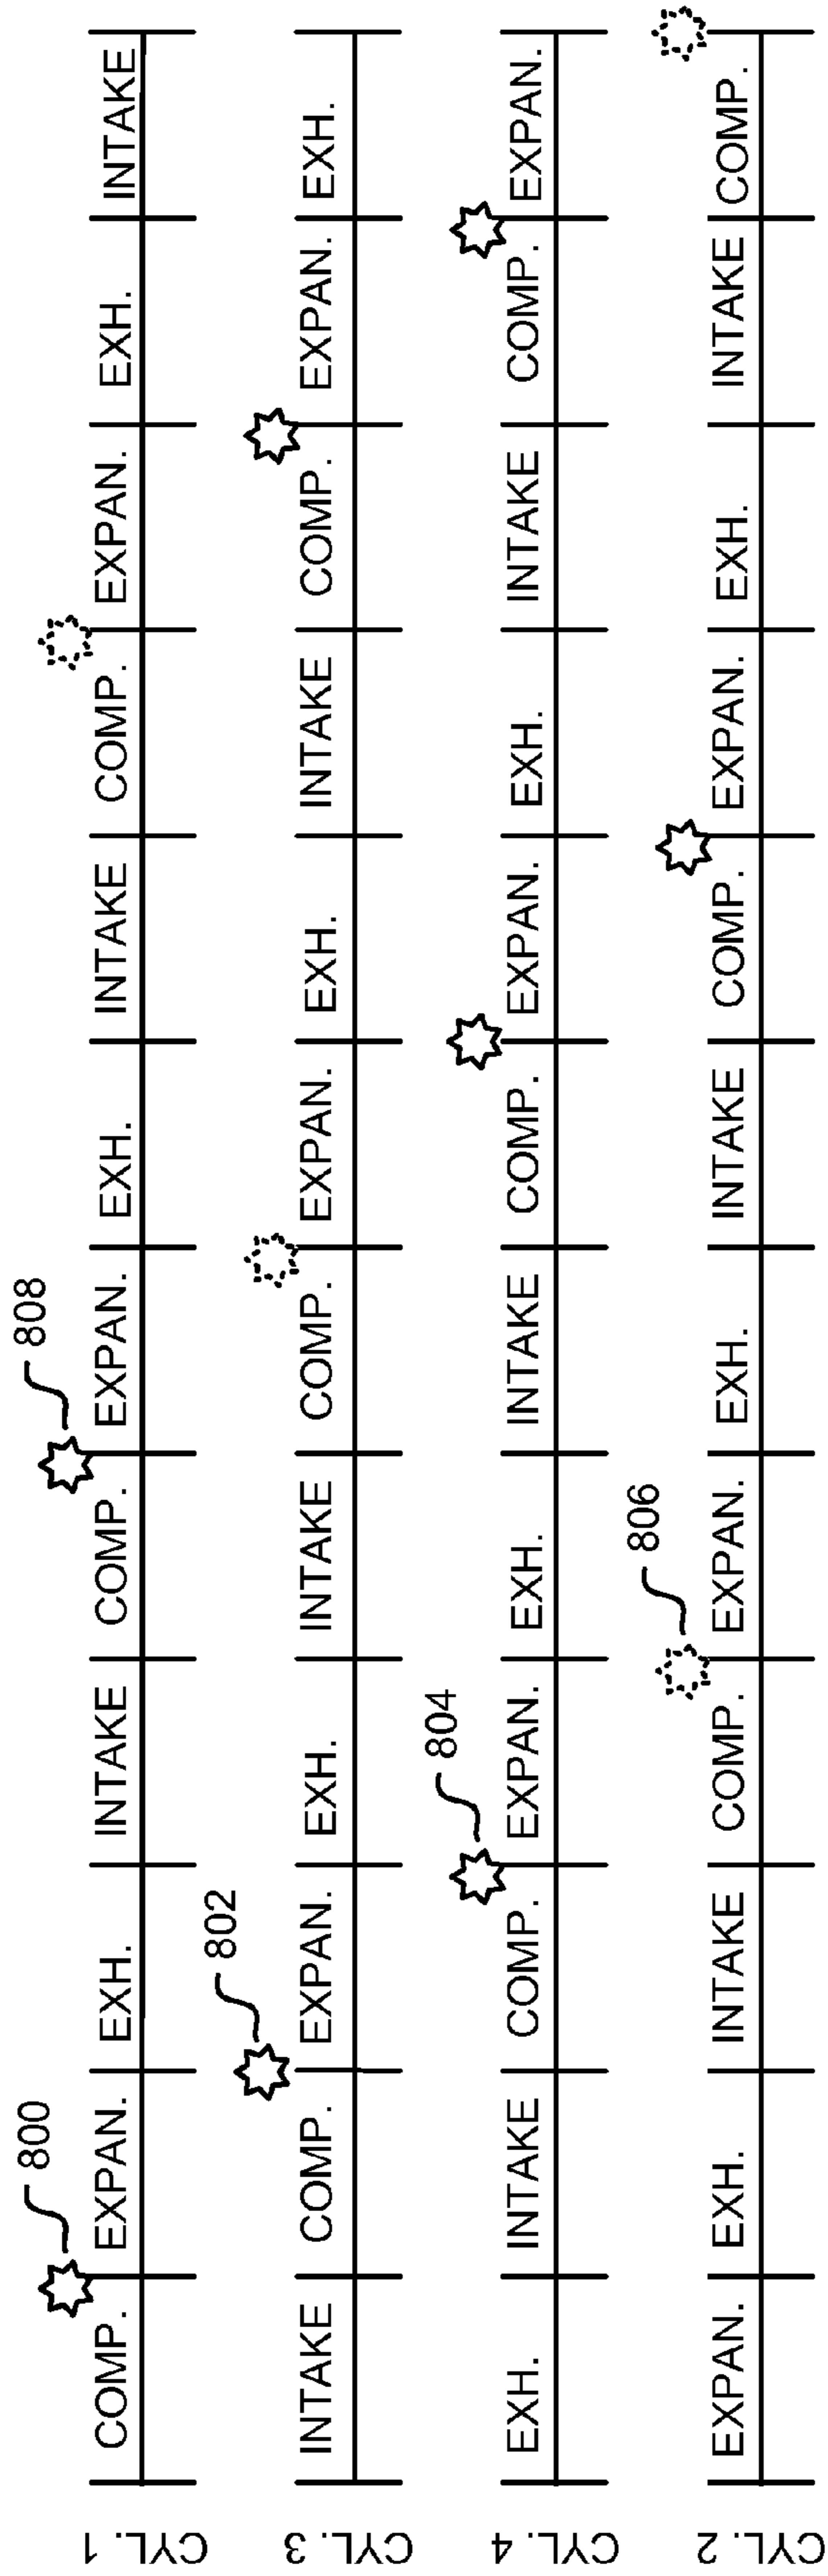 800 808
CYL. 1 COMP. EXPAN. EXH. INTAKE COMP. EXPAN. EXH. INTAKE COMP. EXPAN. EXH. INTAKE
802
CYL. 3 INTAKE COMP. EXPAN. EXH. INTAKE COMP. EXPAN. EXH. INTAKE COMP. EXPAN. EXH.
804
CYL. 4 EXH. INTAKE COMP. EXPAN. EXH. INTAKE COMP. EXPAN. EXH. INTAKE COMP. EXPAN.
806
CYL. 2 EXPAN. EXH. INTAKE COMP. EXPAN. EXH. INTAKE COMP. EXPAN. EXH. INTAKE COMP.